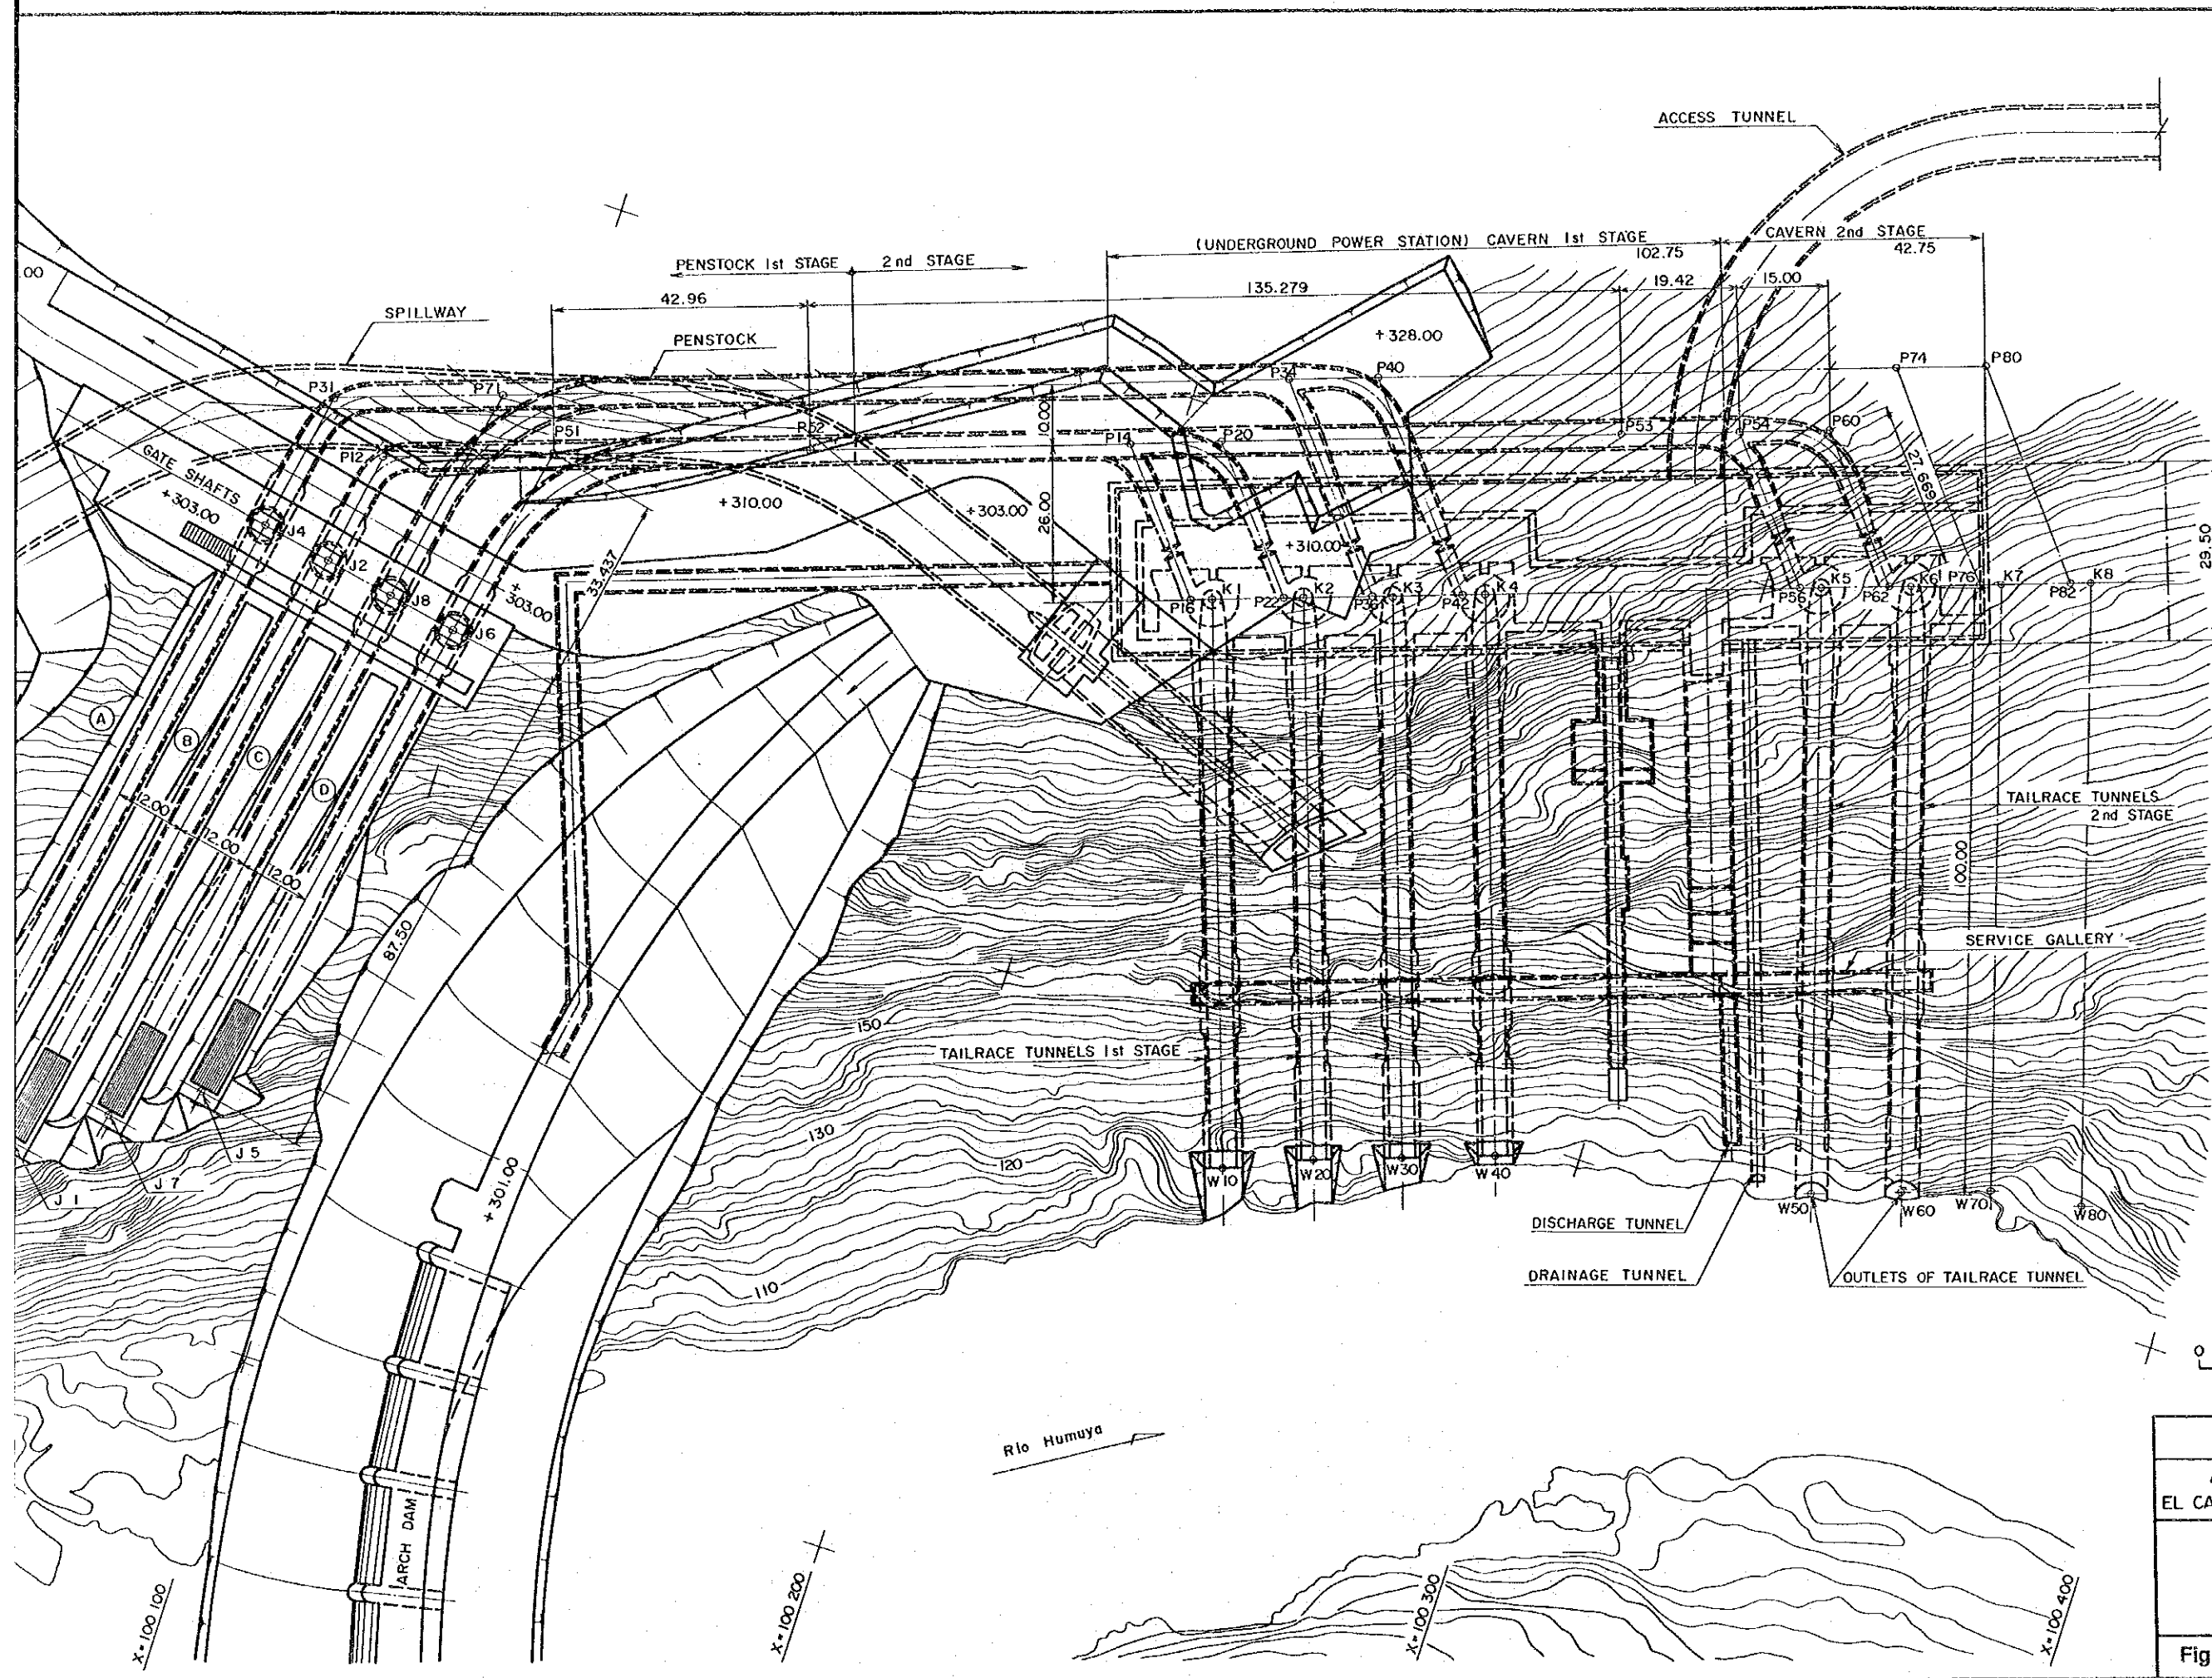 ACCESS TUNNEL
(UNDERGROUND POWER STATION) CAVERN 1st STAGE
102.75
CAVERN 2nd STAGE
42.75
PENSTOCK 1st STAGE
2nd STAGE
.00
42.96
135.279
19.42
15.00
SPILLWAY
PENSTOCK
+328.00
P31
P71
P34
P40
P74
P80
P12
P51
P52
10.00
P14
P20
P53
P54
P60
GATE SHAFTS
+303.00
+310.00
+303.00
26.00
+310.00
27.669
29.50
J4
J2
J8
J6
+303.00
33.437
P16
K1
P22
K2
P36
K3
P42
K4
P56
K5
P62
K6
P76
K7
P82
K8
A
B
C
D
12.00
12.00
12.00
87.50
TAILRACE TUNNELS
2nd STAGE
100.00
SERVICE GALLERY
150
TAILRACE TUNNELS 1st STAGE
130
120
110
J5
J7
J1
+301.00
W10
W20
W30
W40
W50
W60
W70
W80
DISCHARGE TUNNEL
DRAINAGE TUNNEL
OUTLETS OF TAILRACE TUNNEL
0
Rio Humuya
EL CA
ARCH DAM
X=100 100
X=100 200
X=100 300
X=100 400
Fig